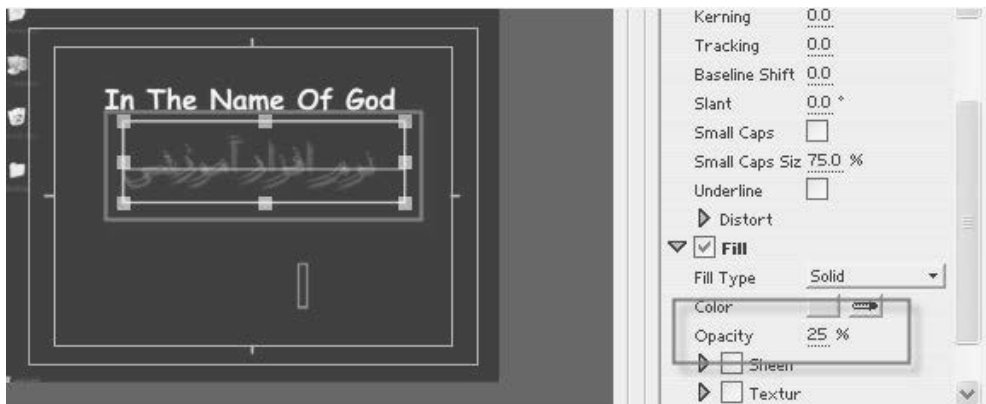 In The Name Of God
نرم افزار آموزشی
Kerning 0.0
Tracking 0.0
Baseline Shift 0.0
Slant 0.0 °
Small Caps
Small Caps Siz 75.0 %
Underline
Distort
Fill
Fill Type Solid
Color
Opacity 25 %
Sheen
Textur